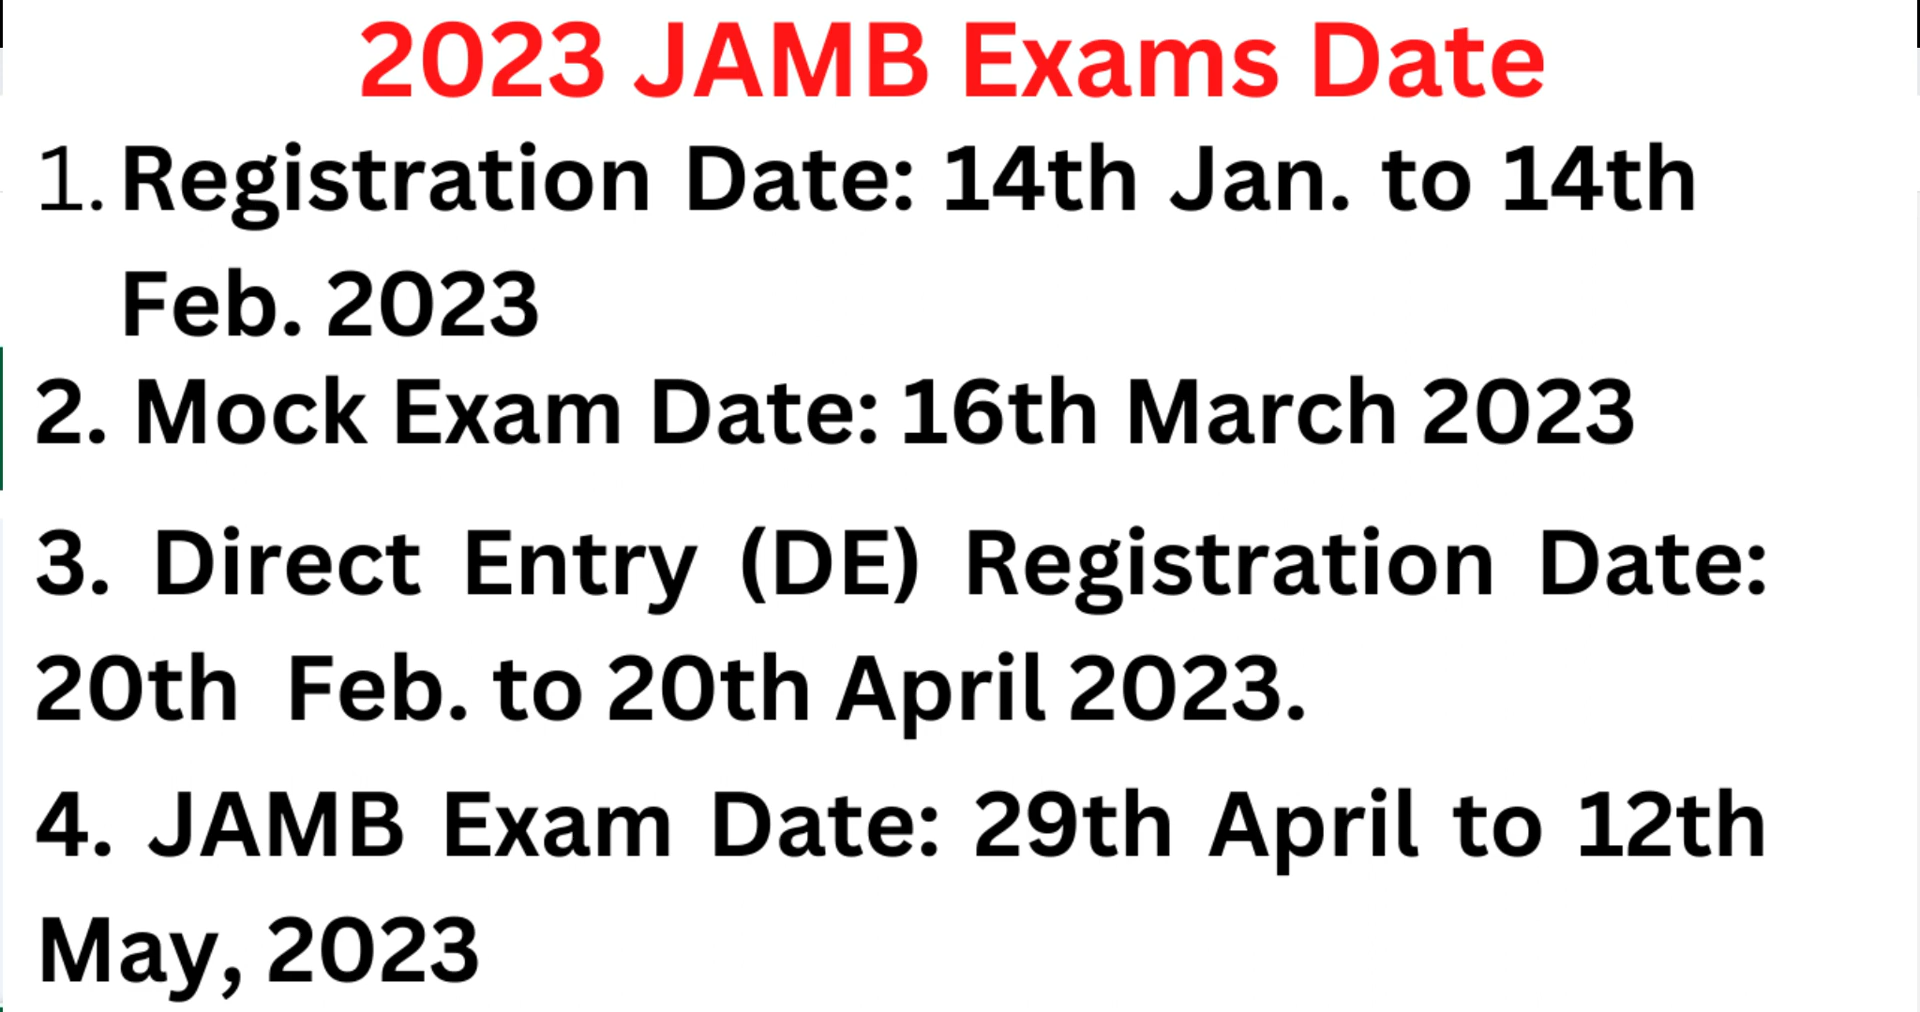 2023 JAMB Exams Date
1. Registration Date: 14th Jan. to 14th
Feb. 2023
2. Mock Exam Date: 16th March 2023
3. Direct Entry (DE) Registration Date:
20th Feb. to 20th April 2023.
4. JAMB Exam Date: 29th April to 12th
May, 2023